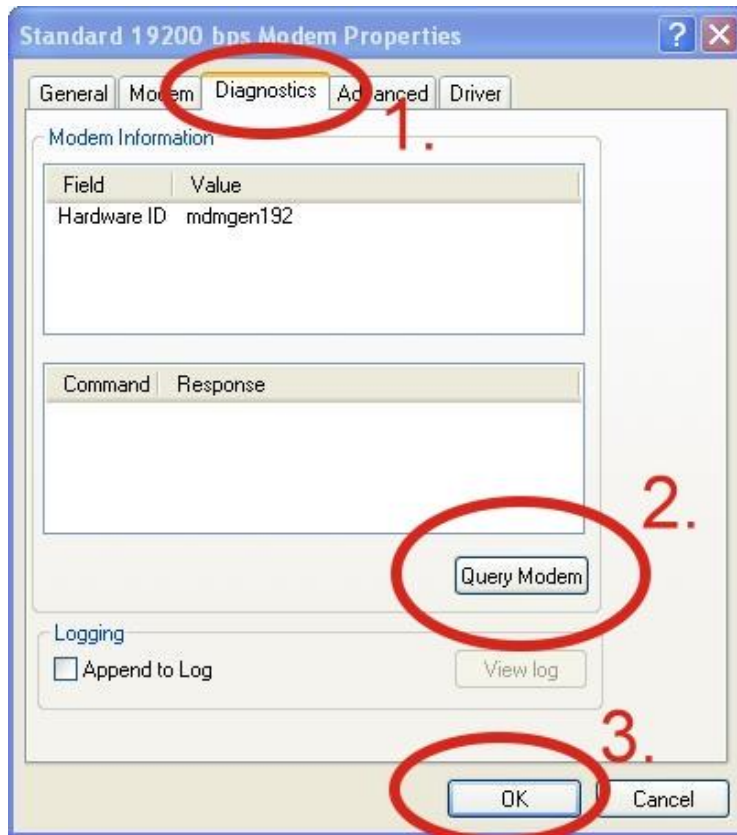 Standard 19200 bps Modem Properties
General Modem Diagnostics Advanced Driver
1.
Modem Information
Field Value
Hardware ID mdmgen192
Command Response
2.
Query Modem
Logging
Append to Log View log
3.
OK Cancel